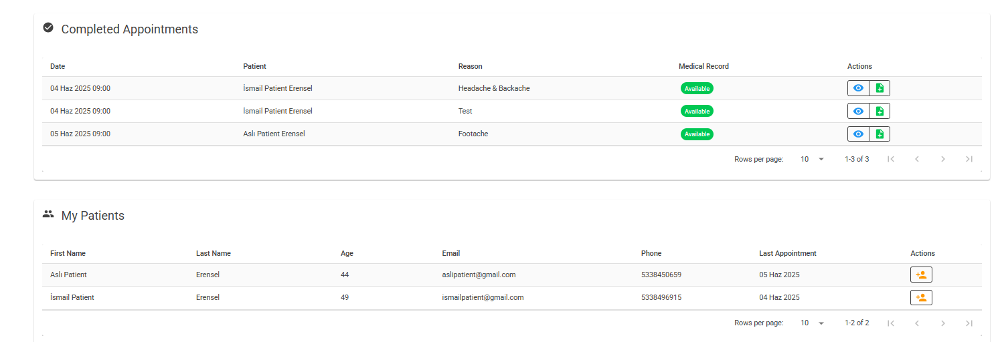 Completed Appointments
Date Patient Reason Medical Record Actions
04 Haz 2025 09:00 İsmail Patient Erensel Headache & Backache Available
04 Haz 2025 09:00 İsmail Patient Erensel Test Available
05 Haz 2025 09:00 Aslı Patient Erensel Footache Available
Rows per page: 10 1-3 of 3
My Patients
First Name Last Name Age Email Phone Last Appointment Actions
Aslı Patient Erensel 44 aslipatient@gmail.com 5338450659 05 Haz 2025
İsmail Patient Erensel 49 ismailpatient@gmail.com 5338496915 04 Haz 2025
Rows per page: 10 1-2 of 2